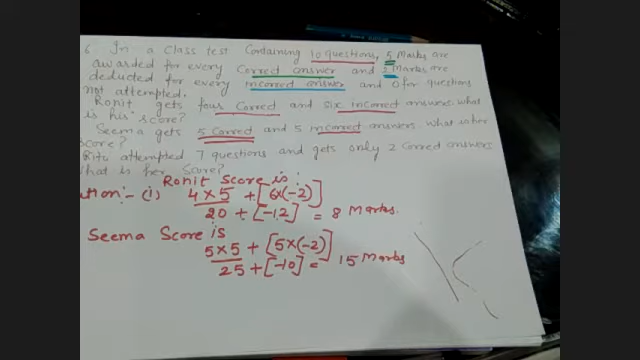 6 In a class test containing 10 questions, 5 Marks are
awarded for every correct answer and 2 Marks are
deducted for every incorrect answer and 0 for questions
not attempted.
Rohit gets four correct and six incorrect answers. what
is his score?
Seema gets 5 correct and 5 incorrect answers. what is her
score?
Ritu attempted 7 questions and gets only 2 correct answers
what is her score?
ution:- (i) Rohit Score is:
4 × 5 + [6×(-2)]
20 + [-12] = 8 Marks.
Seema Score is
5 × 5 + [5×(-2)]
25 + [-10] = 15 Marks